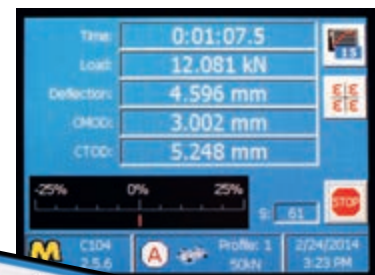 Time: 0:01:07.5
15
Load: 12.081 kN
Deflection: 4.596 mm
ε ε
ε ε
CMOD: 3.002 mm
CTOD: 5.248 mm
-25% 0% 25%
S: 61
STOP
M C104 2.5.6
A
Profile: 1 50kN
2/24/2014 3:23 PM